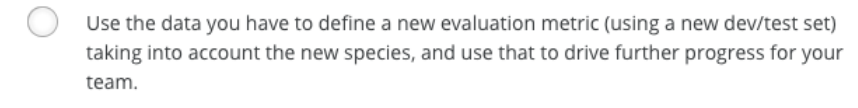 Use the data you have to define a new evaluation metric (using a new dev/test set)
taking into account the new species, and use that to drive further progress for your
team.